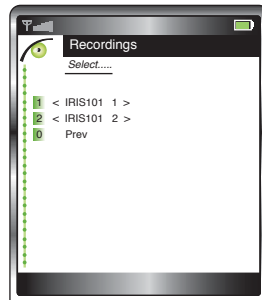 Recordings
Select.....
1 < IRIS101 1 >
2 < IRIS101 2 >
0 Prev